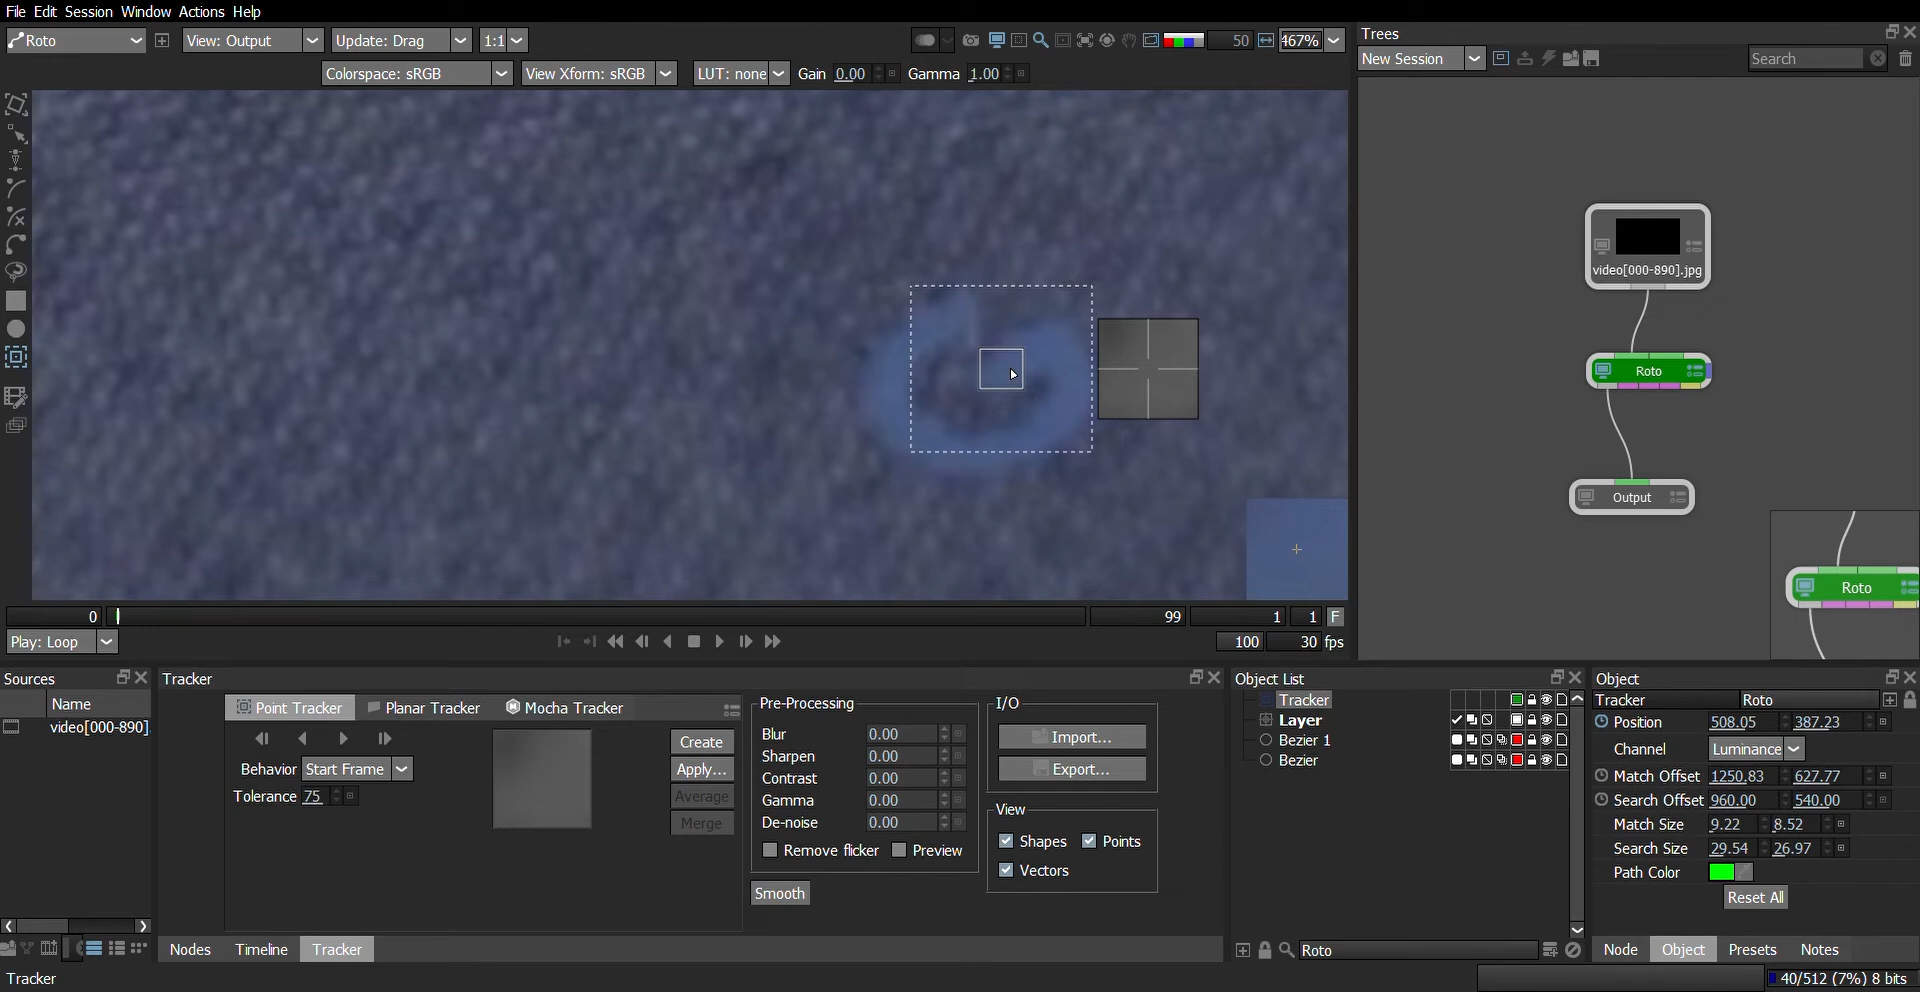 File Edit Session Window Actions Help
Roto View: Output Update: Drag 1:1 50 467%
Colorspace: sRGB View Xform: sRGB LUT: none Gain 0.00 Gamma 1.00
Trees
New Session Search
video[000-890].jpg
Roto
Output
Roto
0 99 1 1 F
Play: Loop 100 30 fps
Sources
Name
video[000-890].
Tracker
Point Tracker Planar Tracker Mocha Tracker
Behavior Start Frame
Tolerance 75
Create
Apply...
Average
Merge
Pre-Processing
Blur 0.00
Sharpen 0.00
Contrast 0.00
Gamma 0.00
De-noise 0.00
Remove flicker Preview
Smooth
I/O
Import...
Export...
View
Shapes Points
Vectors
Nodes Timeline Tracker
Object List
Tracker
Layer
Bezier 1
Bezier
Roto
Object
Tracker Roto
Position 508.05 387.23
Channel Luminance
Match Offset 1250.83 627.77
Search Offset 960.00 540.00
Match Size 9.22 8.52
Search Size 29.54 26.97
Path Color
Reset All
Node Object Presets Notes
Tracker 40/512 (7%) 8 bits